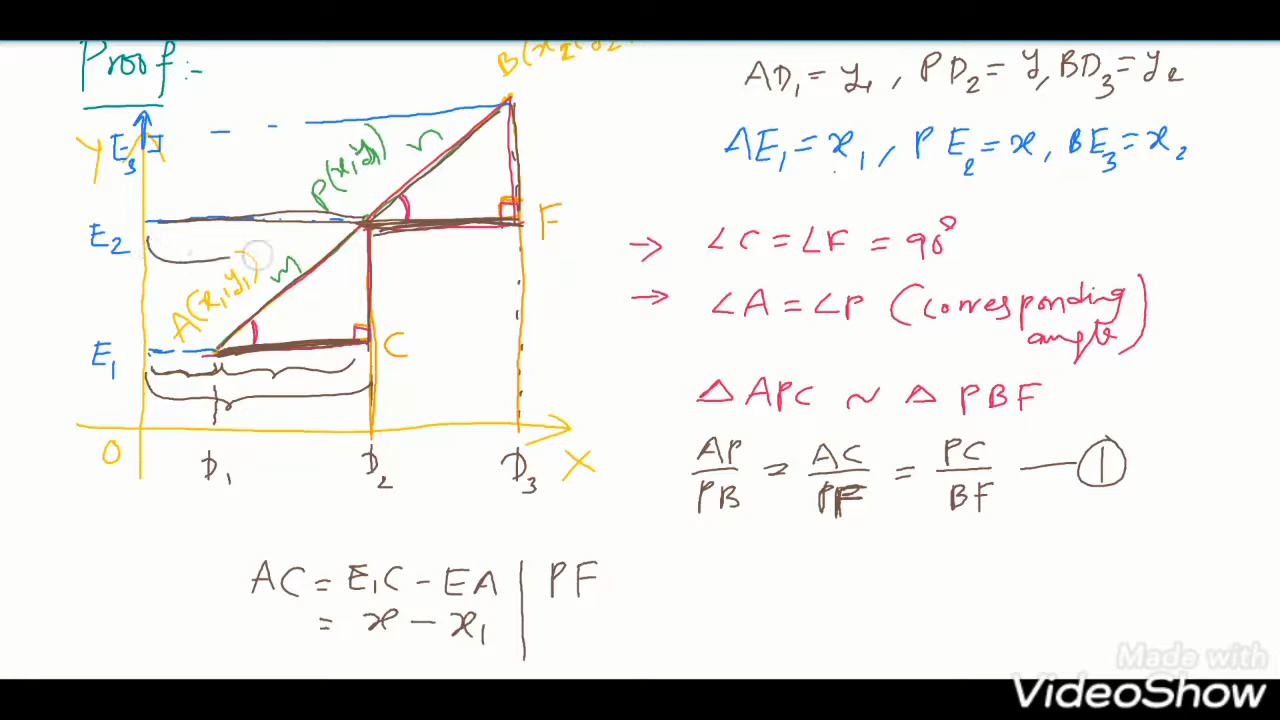 Proof :-
B(x2, y2
AD1 = y1, PD2 = y, BD3 = y2
AE1 = x1, PE2 = x, BE3 = x2
Y E3
P(x, y) n
E2 F
∠C = ∠F = 90°
→ ∠A = ∠P (Corresponding
angle)
A(x1, y1) m
E1 C
△ APC ~ △ PBF
O D1 D2 D3 X
AP/PB = AC/PF = PC/BF — ①
AC = E1C - EA | PF
= x - x1
Made with
VideoShow